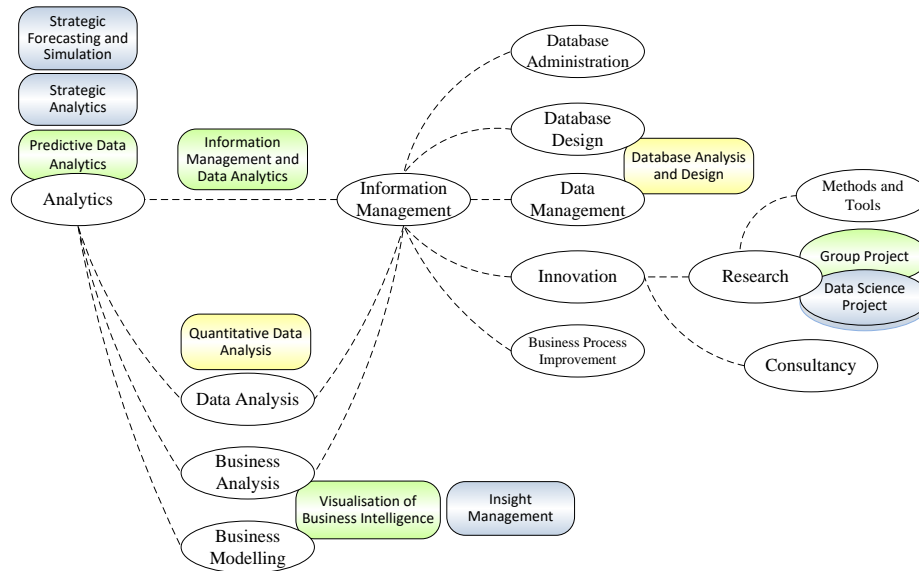 Strategic
Forecasting and
Simulation
Strategic
Analytics
Predictive Data
Analytics
Analytics
Information
Management and
Data Analytics
Information
Management
Database
Administration
Database
Design
Database Analysis
and Design
Data
Management
Innovation
Business Process
Improvement
Methods and
Tools
Research
Group Project
Data Science
Project
Consultancy
Quantitative Data
Analysis
Data Analysis
Business
Analysis
Visualisation of
Business Intelligence
Insight
Management
Business
Modelling